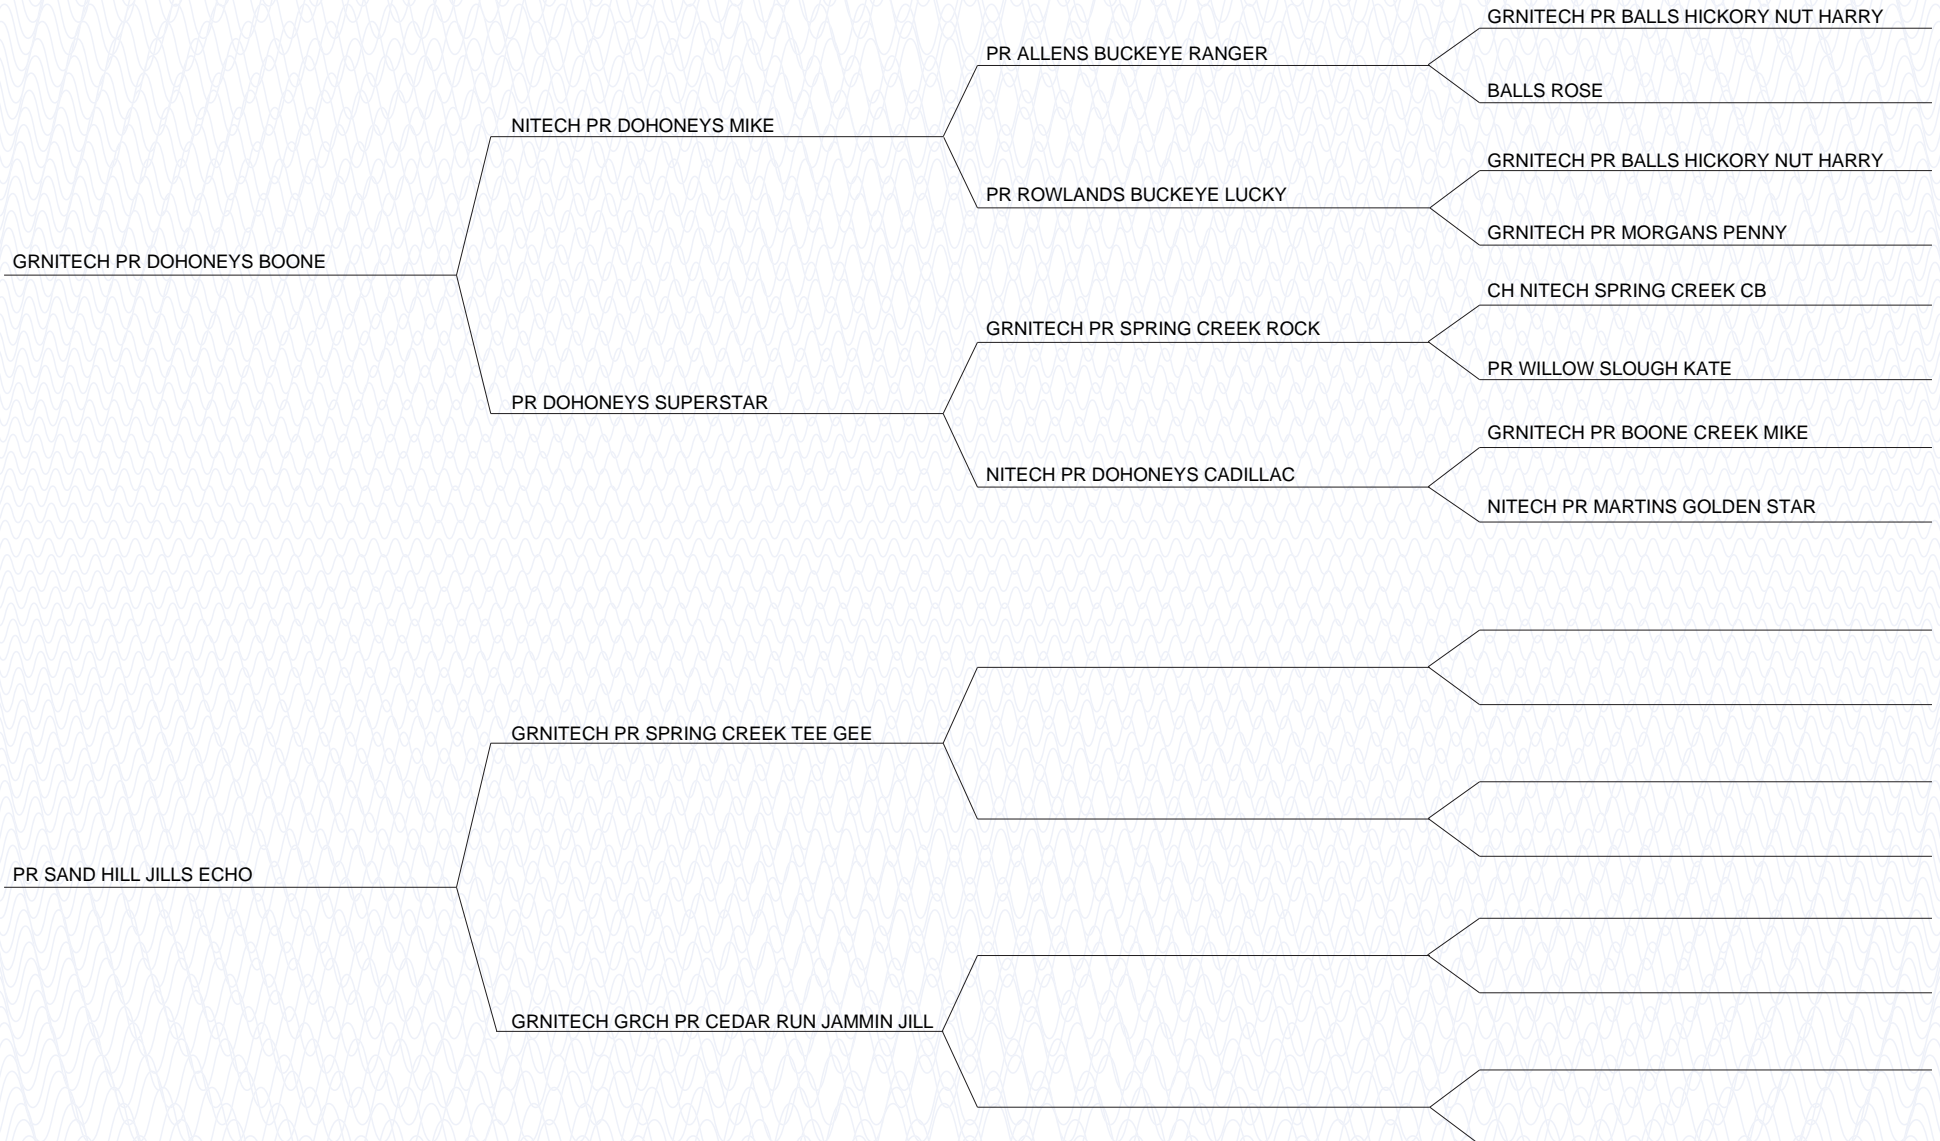 GRNITECH PR BALLS HICKORY NUT HARRY
PR ALLENS BUCKEYE RANGER
BALLS ROSE
NITECH PR DOHONEYS MIKE
GRNITECH PR BALLS HICKORY NUT HARRY
PR ROWLANDS BUCKEYE LUCKY
GRNITECH PR MORGANS PENNY
GRNITECH PR DOHONEYS BOONE
CH NITECH SPRING CREEK CB
GRNITECH PR SPRING CREEK ROCK
PR WILLOW SLOUGH KATE
PR DOHONEYS SUPERSTAR
GRNITECH PR BOONE CREEK MIKE
NITECH PR DOHONEYS CADILLAC
NITECH PR MARTINS GOLDEN STAR
GRNITECH PR SPRING CREEK TEE GEE
PR SAND HILL JILLS ECHO
GRNITECH GRCH PR CEDAR RUN JAMMIN JILL